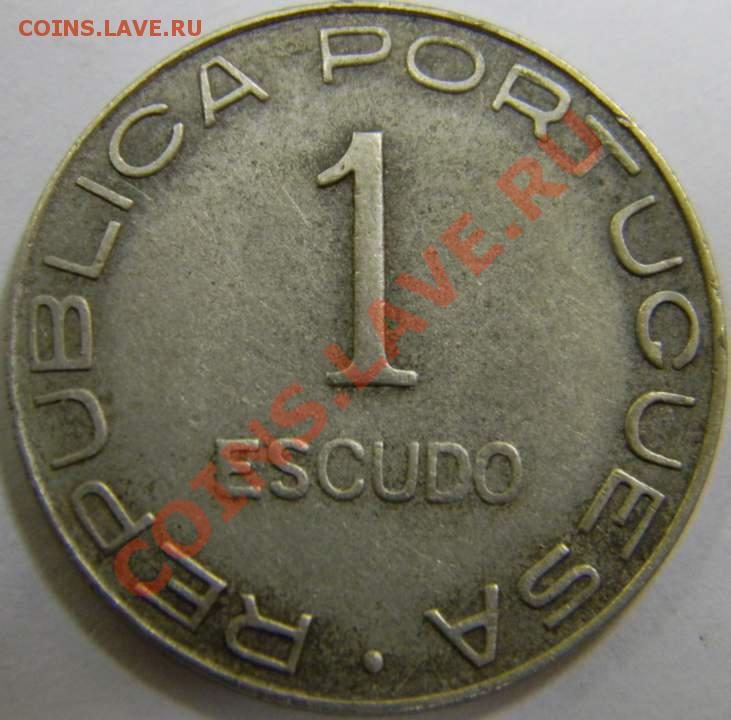 COINS.LAVE.RU
REPUBLICA PORTUGUESA ·
1
ESCUDO
COINS.LAVE.RU